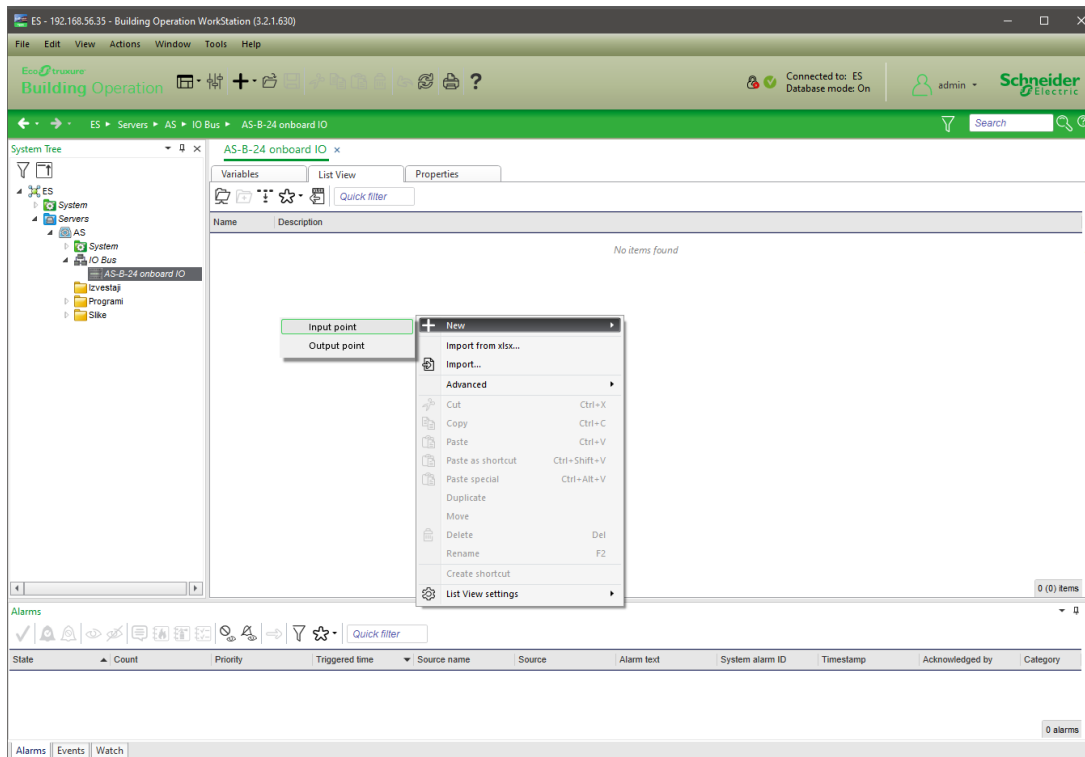 ES - 192.168.56.35 - Building Operation WorkStation (3.2.1.630)
File Edit View Actions Window Tools Help
EcoStruxure
Building Operation
Connected to: ES
Database mode: On
admin
Schneider
Electric
ES Servers AS IO Bus AS-B-24 onboard IO
Search
System Tree
AS-B-24 onboard IO
Variables List View Properties
Quick filter
Name Description
No items found
ES
System
Servers
AS
System
IO Bus
AS-B-24 onboard IO
Izvestaji
Programi
Slike
Input point
Output point
New
Import from xlsx...
Import...
Advanced
Cut Ctrl+X
Copy Ctrl+C
Paste Ctrl+V
Paste as shortcut Ctrl+Shift+V
Paste special Ctrl+Alt+V
Duplicate
Move
Delete Del
Rename F2
Create shortcut
List View settings
0 (0) items
Alarms
Quick filter
State Count Priority Triggered time Source name Source Alarm text System alarm ID Timestamp Acknowledged by Category
0 alarms
Alarms Events Watch